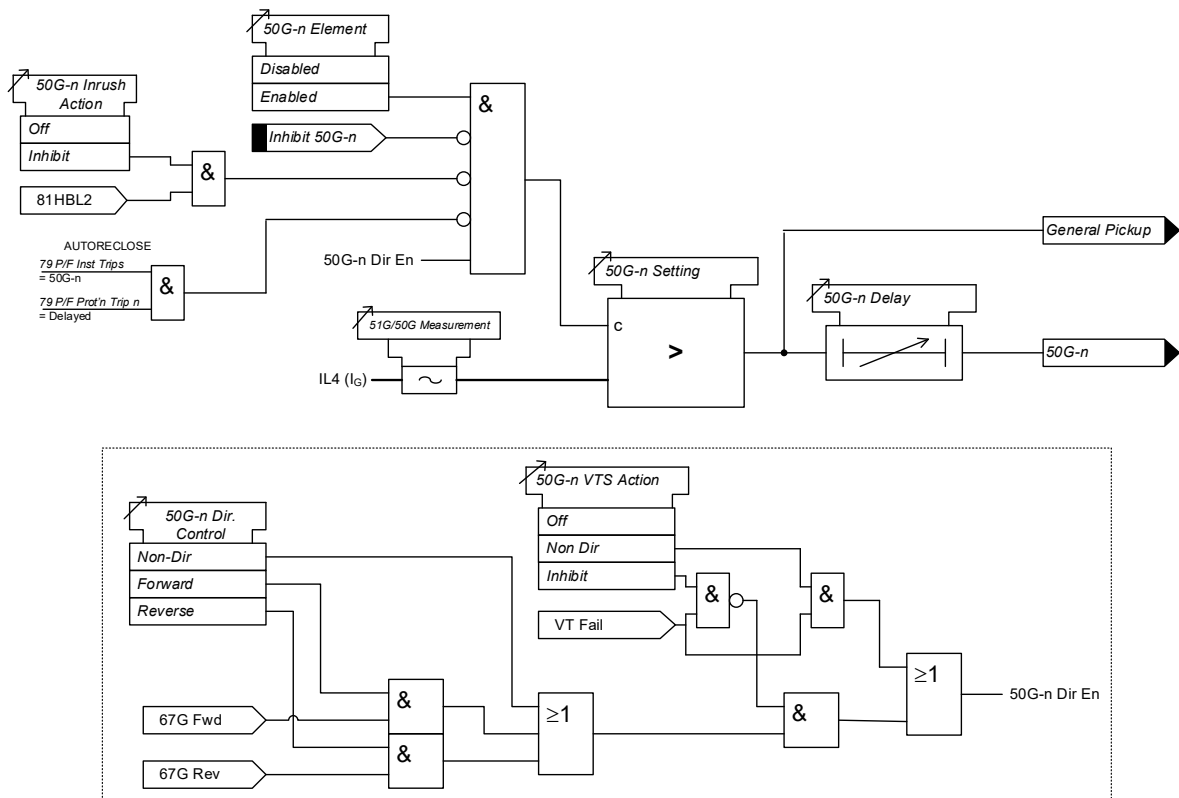 50G-n Element
Disabled
Enabled
&
50G-n Inrush
Action
Off
Inhibit
Inhibit 50G-n
&
81HBL2
AUTORECLOSE
79 P/F Inst Trips
= 50G-n
79 P/F Prot'n Trip n
= Delayed
&
50G-n Dir En
General Pickup
50G-n Setting
c
>
50G-n Delay
51G/50G Measurement
IL4 (IG)
~
50G-n
50G-n VTS Action
Off
Non Dir
Inhibit
50G-n Dir.
Control
Non-Dir
Forward
Reverse
&
&
VT Fail
≥1
50G-n Dir En
&
67G Fwd
&
≥1
&
67G Rev